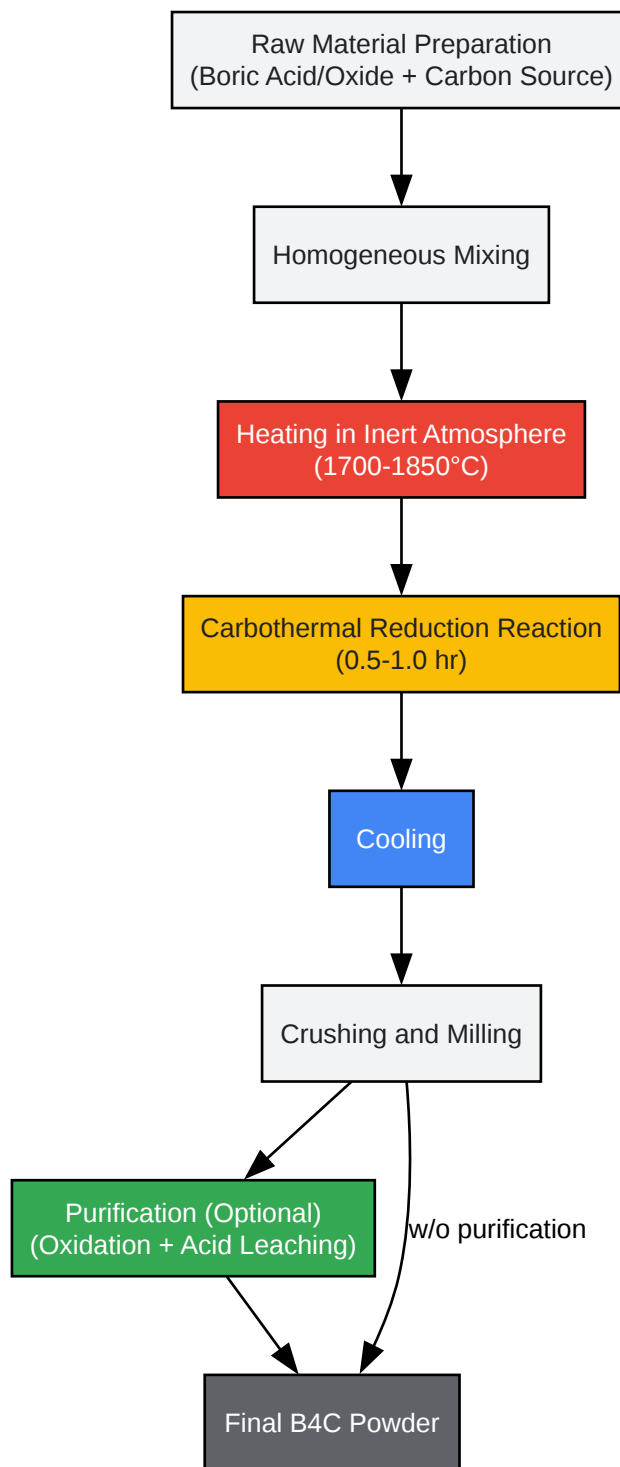 Raw Material Preparation
(Boric Acid/Oxide + Carbon Source)
Homogeneous Mixing
Heating in Inert Atmosphere
(1700-1850°C)
Carbothermal Reduction Reaction
(0.5-1.0 hr)
Cooling
Crushing and Milling
Purification (Optional)
(Oxidation + Acid Leaching)
w/o purification
Final B4C Powder